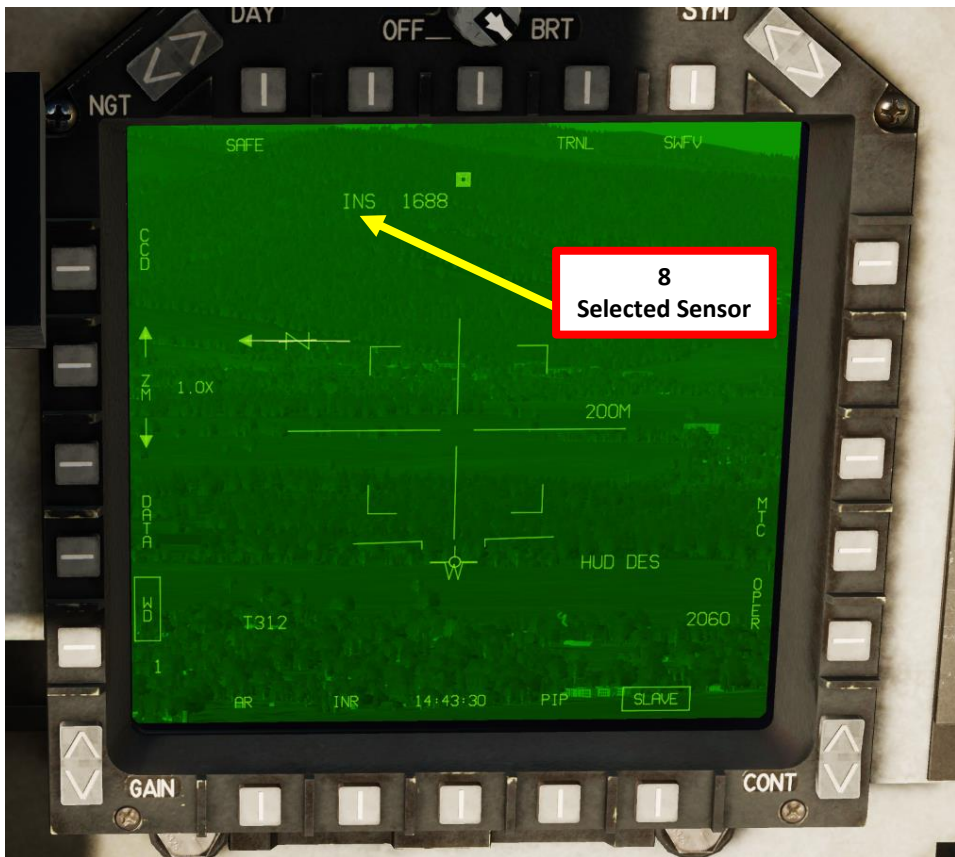 DAY
OFF
BRT
SYM
NGT
SAFE
TRNL
SWFV
INS 1688
CCD
8
Selected Sensor
ZM
1.0X
200M
DATA
MTC
HUD DES
WD
T312
2060
OPER
1
AR
INR
14:43:30
PIP
SLAVE
GAIN
CONT